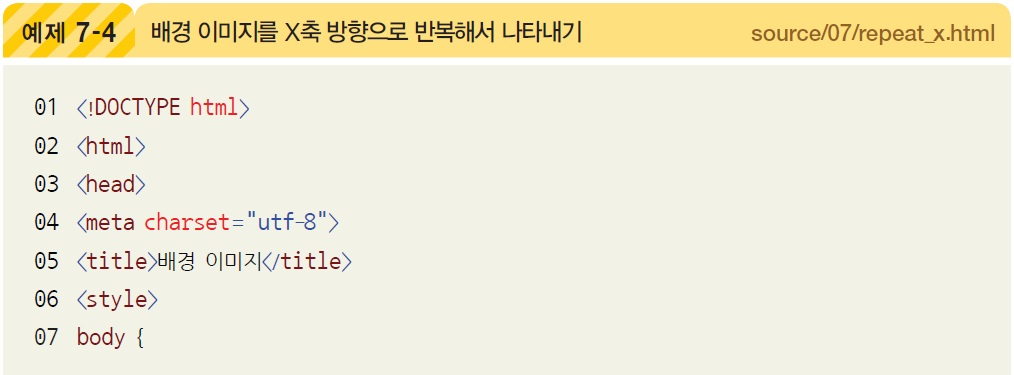 예제 7-4 배경 이미지를 X축 방향으로 반복해서 나타내기 source/07/repeat_x.html
01 <!DOCTYPE html>
02 <html>
03 <head>
04 <meta charset="utf-8">
05 <title>배경 이미지</title>
06 <style>
07 body {